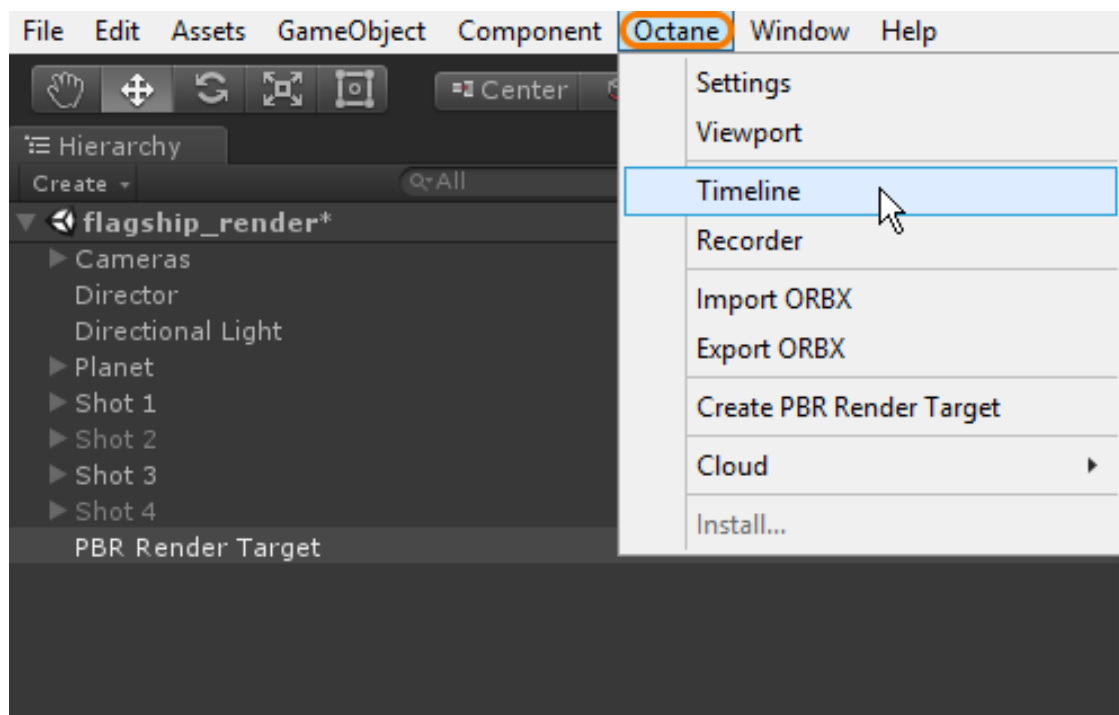 File Edit Assets GameObject Component Octane Window Help
Center
Settings
Viewport
Timeline
Recorder
Import ORBX
Export ORBX
Create PBR Render Target
Cloud
Install...
Hierarchy
Create All
flagship_render*
Cameras
Director
Directional Light
Planet
Shot 1
Shot 2
Shot 3
Shot 4
PBR Render Target